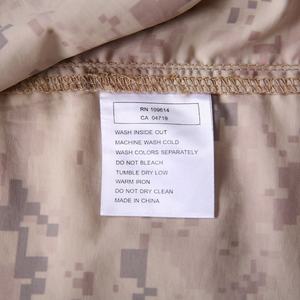 RN 109614
CA 04718
WASH INSIDE OUT
MACHINE WASH COLD
WASH COLORS SEPARATELY
DO NOT BLEACH
TUMBLE DRY LOW
WARM IRON
DO NOT DRY CLEAN
MADE IN CHINA